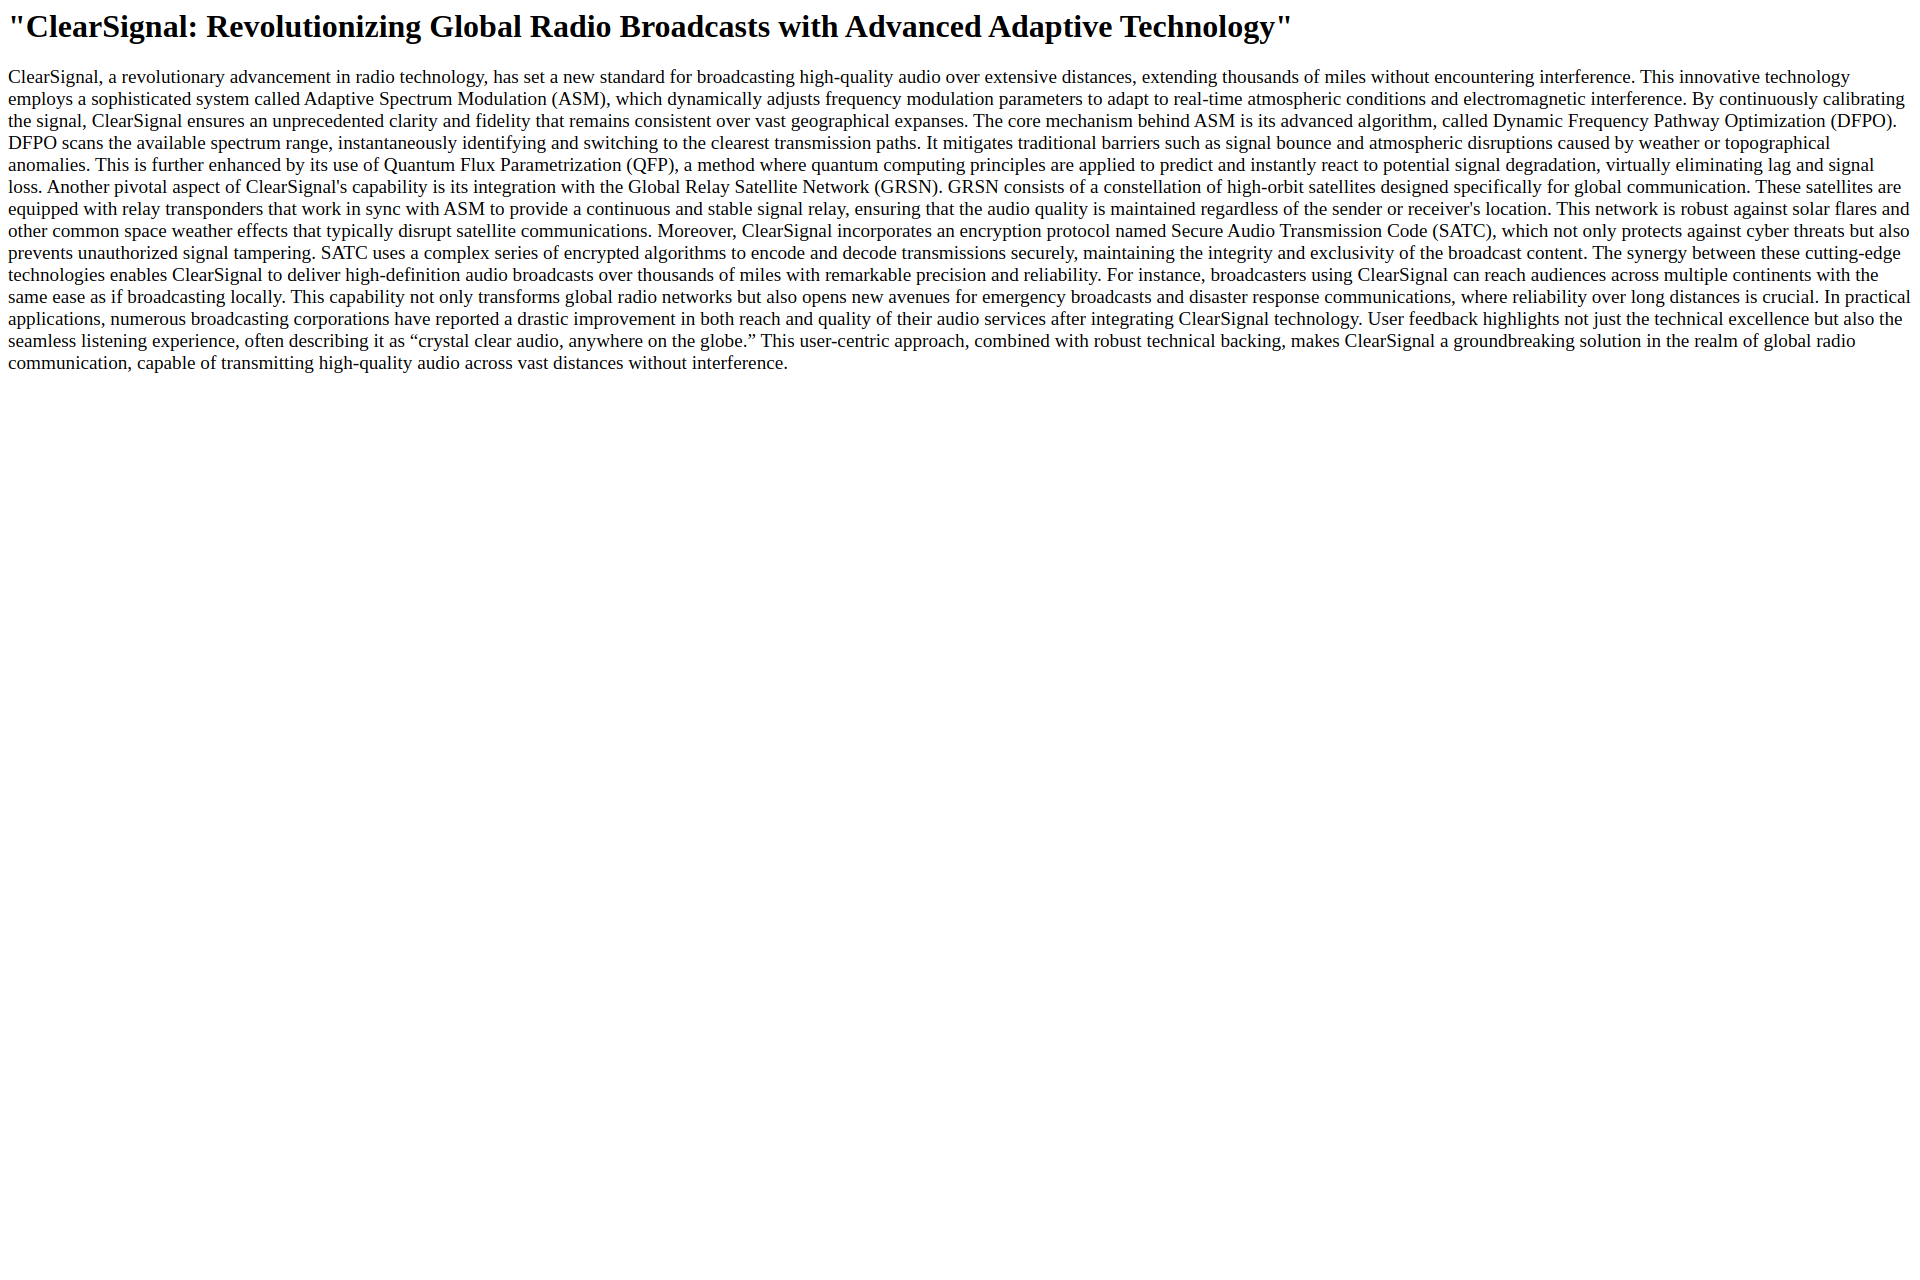 "ClearSignal: Revolutionizing Global Radio Broadcasts with Advanced Adaptive Technology"
ClearSignal, a revolutionary advancement in radio technology, has set a new standard for broadcasting high-quality audio over extensive distances, extending thousands of miles without encountering interference. This innovative technology
employs a sophisticated system called Adaptive Spectrum Modulation (ASM), which dynamically adjusts frequency modulation parameters to adapt to real-time atmospheric conditions and electromagnetic interference. By continuously calibrating
the signal, ClearSignal ensures an unprecedented clarity and fidelity that remains consistent over vast geographical expanses. The core mechanism behind ASM is its advanced algorithm, called Dynamic Frequency Pathway Optimization (DFPO).
DFPO scans the available spectrum range, instantaneously identifying and switching to the clearest transmission paths. It mitigates traditional barriers such as signal bounce and atmospheric disruptions caused by weather or topographical
anomalies. This is further enhanced by its use of Quantum Flux Parametrization (QFP), a method where quantum computing principles are applied to predict and instantly react to potential signal degradation, virtually eliminating lag and signal
loss. Another pivotal aspect of ClearSignal's capability is its integration with the Global Relay Satellite Network (GRSN). GRSN consists of a constellation of high-orbit satellites designed specifically for global communication. These satellites are
equipped with relay transponders that work in sync with ASM to provide a continuous and stable signal relay, ensuring that the audio quality is maintained regardless of the sender or receiver's location. This network is robust against solar flares and
other common space weather effects that typically disrupt satellite communications. Moreover, ClearSignal incorporates an encryption protocol named Secure Audio Transmission Code (SATC), which not only protects against cyber threats but also
prevents unauthorized signal tampering. SATC uses a complex series of encrypted algorithms to encode and decode transmissions securely, maintaining the integrity and exclusivity of the broadcast content. The synergy between these cutting-edge
technologies enables ClearSignal to deliver high-definition audio broadcasts over thousands of miles with remarkable precision and reliability. For instance, broadcasters using ClearSignal can reach audiences across multiple continents with the
same ease as if broadcasting locally. This capability not only transforms global radio networks but also opens new avenues for emergency broadcasts and disaster response communications, where reliability over long distances is crucial. In practical
applications, numerous broadcasting corporations have reported a drastic improvement in both reach and quality of their audio services after integrating ClearSignal technology. User feedback highlights not just the technical excellence but also the
seamless listening experience, often describing it as “crystal clear audio, anywhere on the globe.” This user-centric approach, combined with robust technical backing, makes ClearSignal a groundbreaking solution in the realm of global radio
communication, capable of transmitting high-quality audio across vast distances without interference.